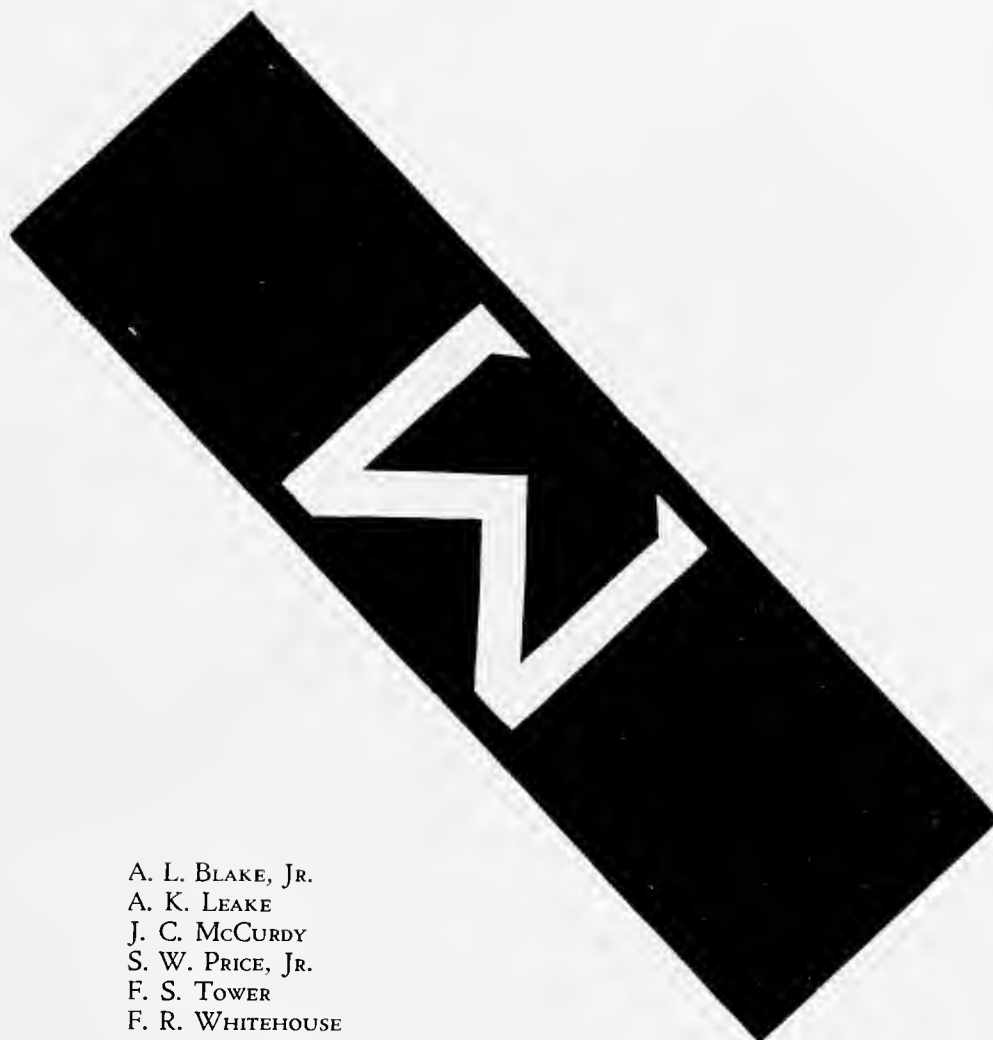 Σ
A. L. Blake, Jr.
A. K. Leake
J. C. McCurdy
S. W. Price, Jr.
F. S. Tower
F. R. Whitehouse